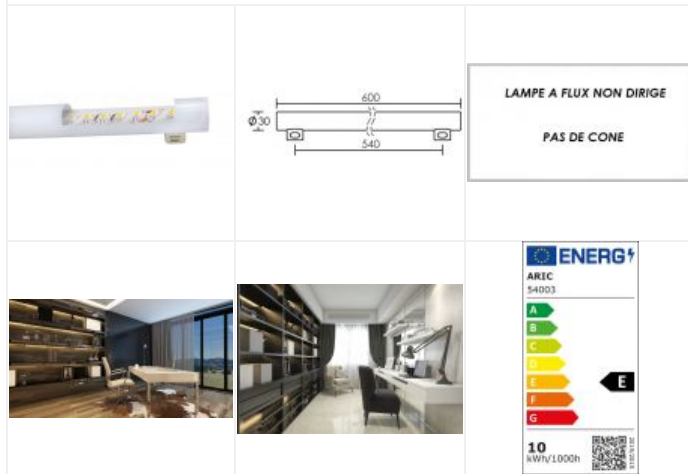 600
Ø30
540
LAMPE A FLUX NON DIRIGE
PAS DE CONE
ENERG
ARIC
54003
A
B
C
D
E
E
F
G
10
kWh/1000h